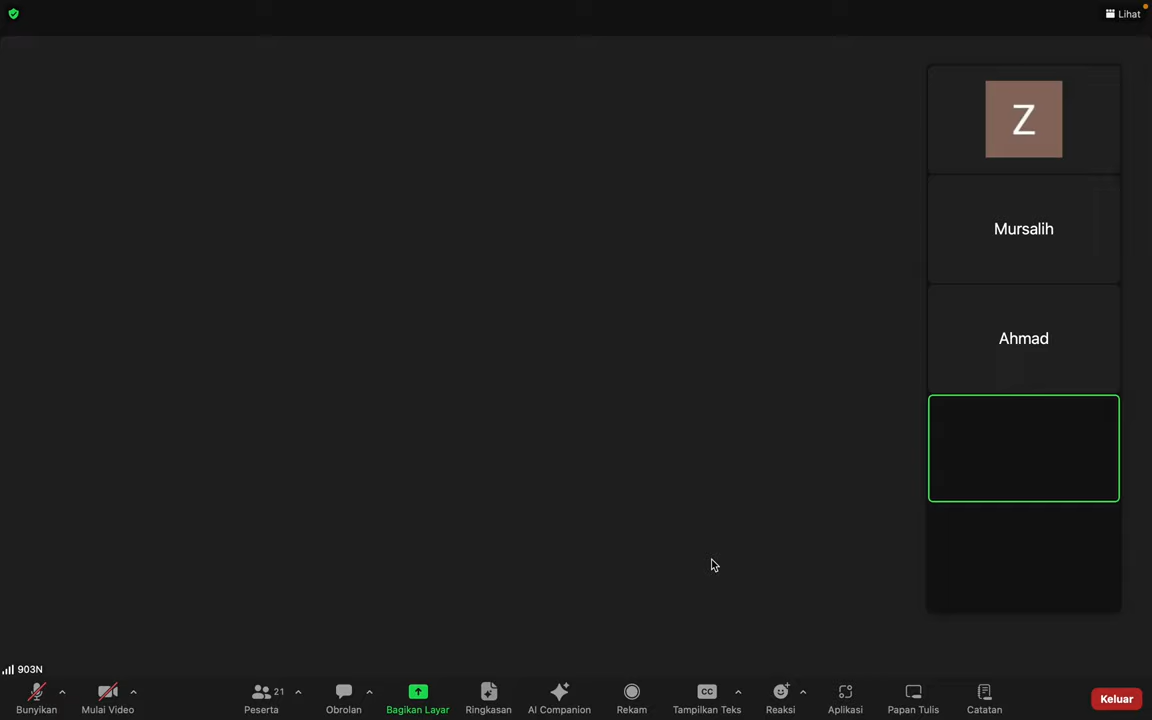 Lihat
Z
Mursalih
Ahmad
903N
Bunyikan
Mulai Video
21
Peserta
Obrolan
Bagikan Layar
Ringkasan
AI Companion
Rekam
CC
Tampilkan Teks
Reaksi
Aplikasi
Papan Tulis
Catatan
Keluar